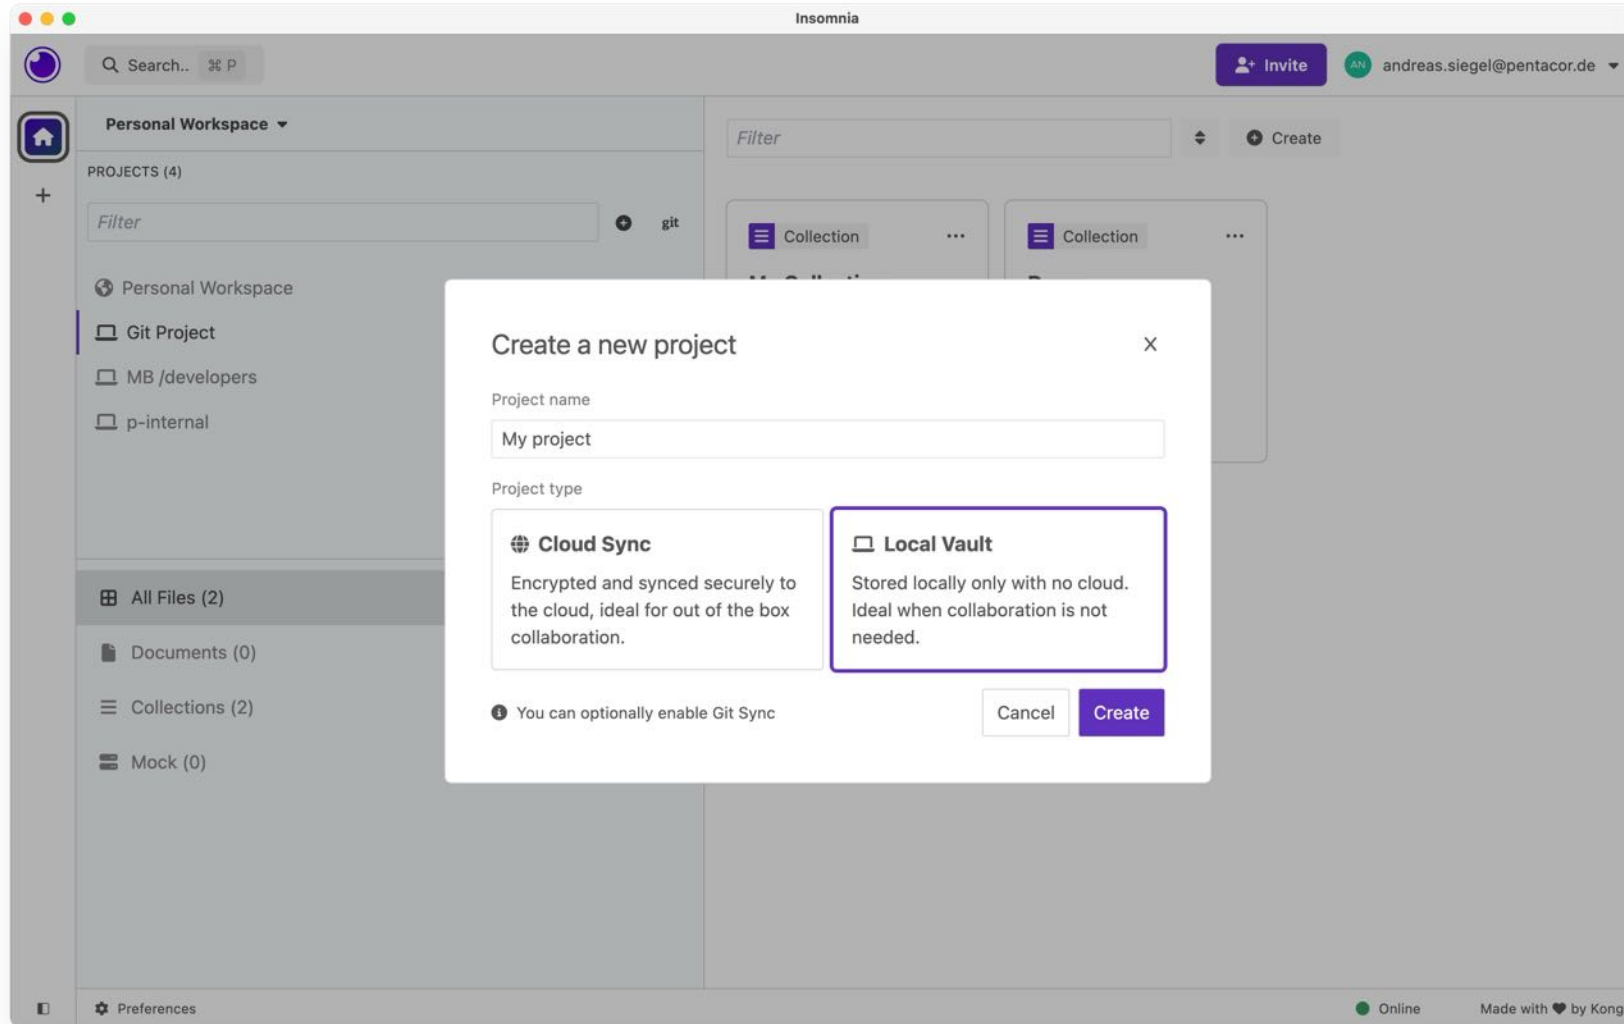 Insomnia
Search.. ⌘ P
Invite
AN
andreas.siegel@pentacor.de
Personal Workspace
PROJECTS (4)
Filter
git
Personal Workspace
Git Project
MB /developers
p-internal
All Files (2)
Documents (0)
Collections (2)
Mock (0)
Filter
Create
Collection
Collection
Create a new project
X
Project name
My project
Project type
Cloud Sync
Encrypted and synced securely to
the cloud, ideal for out of the box
collaboration.
Local Vault
Stored locally only with no cloud.
Ideal when collaboration is not
needed.
You can optionally enable Git Sync
Cancel
Create
Preferences
Online
Made with ♥ by Kong